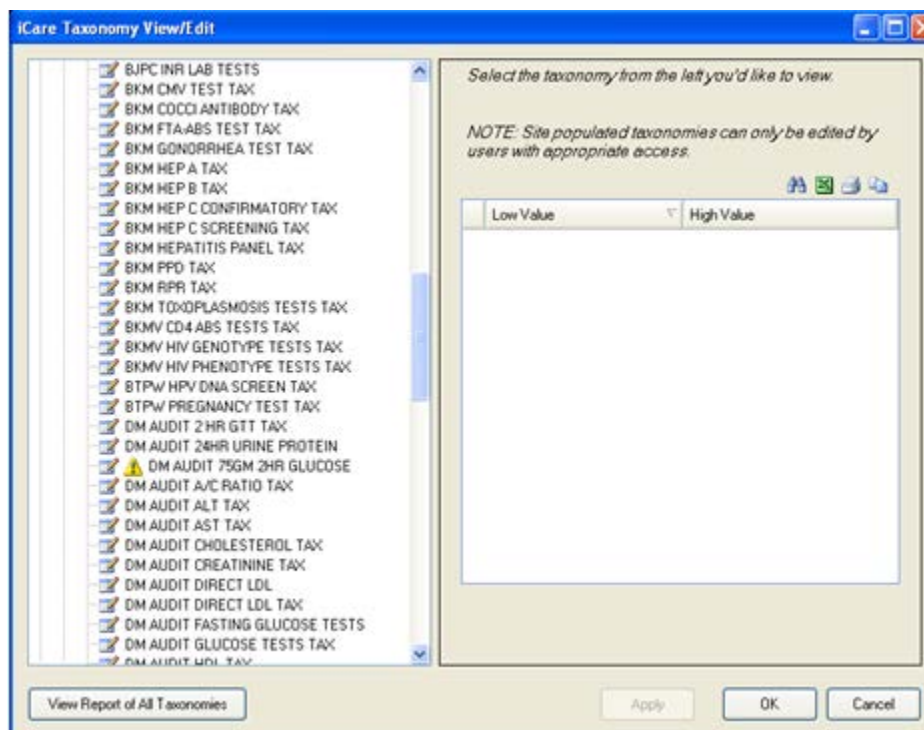 iCare Taxonomy View/Edit
BJPC INR LAB TESTS
BKM CMV TEST TAX
BKM COCCI ANTIBODY TAX
BKM FTA-ABS TEST TAX
BKM GONORRHEA TEST TAX
BKM HEP A TAX
BKM HEP B TAX
BKM HEP C CONFIRMATORY TAX
BKM HEP C SCREENING TAX
BKM HEPATITIS PANEL TAX
BKM PPD TAX
BKM RPR TAX
BKM TOXOPLASMOSIS TESTS TAX
BKMV CD4 ABS TESTS TAX
BKMV HIV GENOTYPE TESTS TAX
BKMV HIV PHENOTYPE TESTS TAX
BTPW HPV DNA SCREEN TAX
BTPW PREGNANCY TEST TAX
DM AUDIT 2 HR GTT TAX
DM AUDIT 24HR URINE PROTEIN
DM AUDIT 75GM 2HR GLUCOSE
DM AUDIT A/C RATIO TAX
DM AUDIT ALT TAX
DM AUDIT AST TAX
DM AUDIT CHOLESTEROL TAX
DM AUDIT CREATININE TAX
DM AUDIT DIRECT LDL
DM AUDIT DIRECT LDL TAX
DM AUDIT FASTING GLUCOSE TESTS
DM AUDIT GLUCOSE TESTS TAX
DM AUDIT HDL TAX
Select the taxonomy from the left you'd like to view.
NOTE: Site populated taxonomies can only be edited by
users with appropriate access.
Low Value High Value
View Report of All Taxonomies
Apply OK Cancel